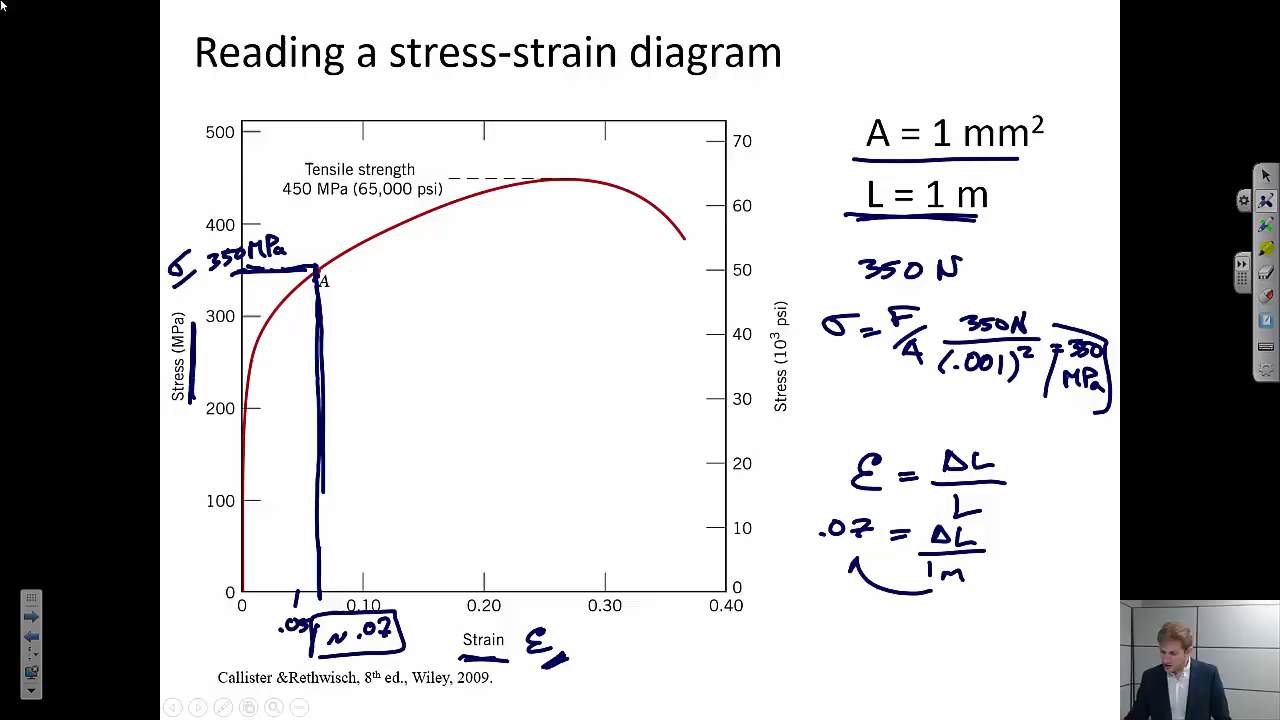 Reading a stress-strain diagram
500
400
300
200
100
0
Stress (MPa)
σ, 350 MPa
Tensile strength
450 MPa (65,000 psi)
A
70
60
50
40
30
20
10
0
Stress (10³ psi)
0
0.10
0.20
0.30
0.40
.05
~ .07
Strain ε
A = 1 mm²
L = 1 m
350 N
σ = F/A 350N/(.001)² = 350 MPa
ε = ΔL/L
.07 = ΔL/1m
Callister &Rethwisch, 8th ed., Wiley, 2009.